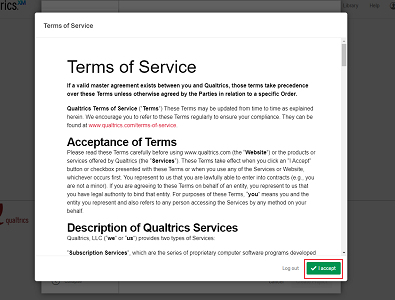 rics.XM
Library
Help
Terms of Service
Terms of Service
If a valid master agreement exists between you and Qualtrics, those terms take precedence
over these Terms unless otherwise agreed by the Parties in relation to a specific Order.
Qualtrics Terms of Service ("Terms") These Terms may be updated from time to time as explained
herein. We encourage you to refer to these Terms regularly to ensure your compliance. They can be
found at www.qualtrics.com/terms-of-service.
Acceptance of Terms
Please read these Terms carefully before using www.qualtrics.com (the "Website") or the products or
services offered by Qualtrics (the "Services"). These Terms take effect when you click an "I Accept"
button or checkbox presented with these Terms or when you use any of the Services or Website,
whichever occurs first. You represent to us that you are lawfully able to enter into contracts (e.g., you
are not a minor). If you are agreeing to these Terms on behalf of an entity, you represent to us that
you have legal authority to bind that entity. For purposes of these Terms, "you" means you and the
entity you represent and also refers to any person accessing the Services by any method on your
behalf.
Description of Qualtrics Services
Qualtrics, LLC ("we" or "us") provides two types of Services:
"Subscription Services", which are the series of proprietary computer software programs developed
qualtrics
Log out
I accept